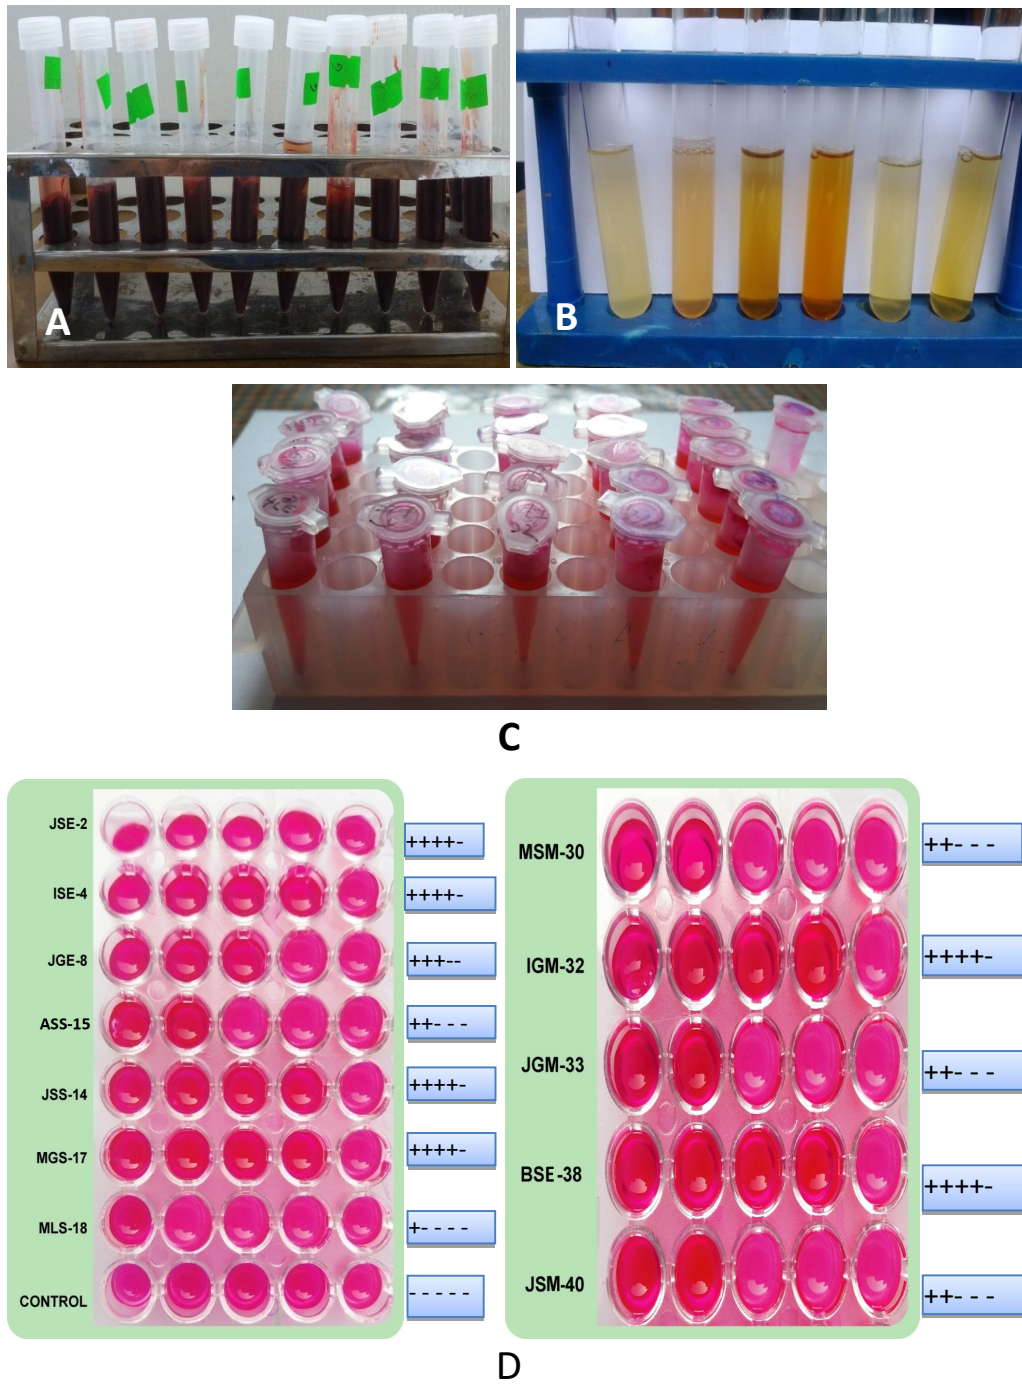 A
B
C
JSE-2
++++-
ISE-4
++++-
JGE-8
+++--
ASS-15
++- - -
JSS-14
++++-
MGS-17
++++-
MLS-18
+- - - -
CONTROL
- - - - -
MSM-30
++- - -
IGM-32
++++-
JGM-33
++- - -
BSE-38
++++-
JSM-40
++- - -
D